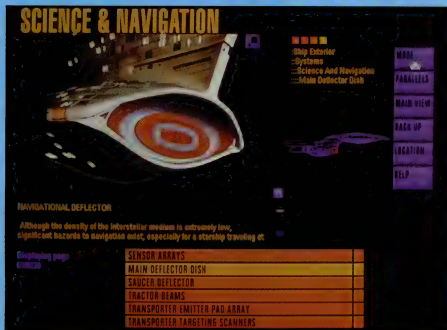 SCIENCE & NAVIGATION
Ship Exterior
Systems
Science And Navigation
Main Deflector Dish
MODE
PARALLELS
MAIN VIEW
BACK UP
LOCATION
HELP
NAVIGATIONAL DEFLECTOR
Although the density of the interstellar medium is extremely low,
significant hazards to navigation exist, especially for a starship traveling at
Displaying page
SENSOR ARRAYS
MAIN DEFLECTOR DISH
SAUCER DEFLECTOR
TRACTOR BEAMS
TRANSPORTER EMITTER PAD ARRAY
TRANSPORTER TARGETING SCANNERS